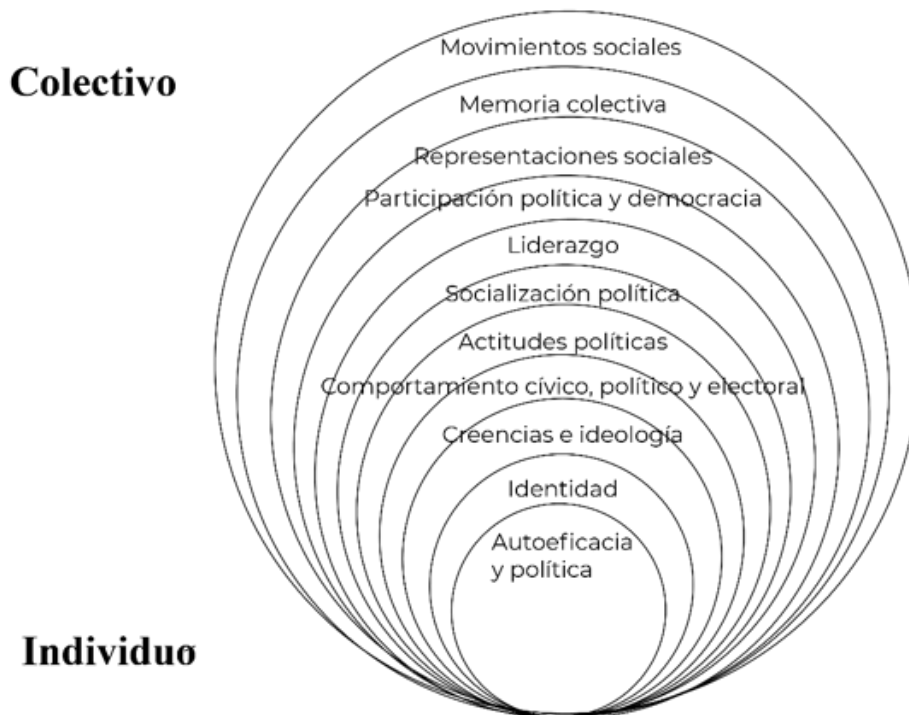 Movimientos sociales
Colectivo
Memoria colectiva
Representaciones sociales
Participación política y democracia
Liderazgo
Socialización política
Actitudes políticas
Comportamiento cívico, político y electoral
Creencias e ideología
Identidad
Autoeficacia
y política
Individuo